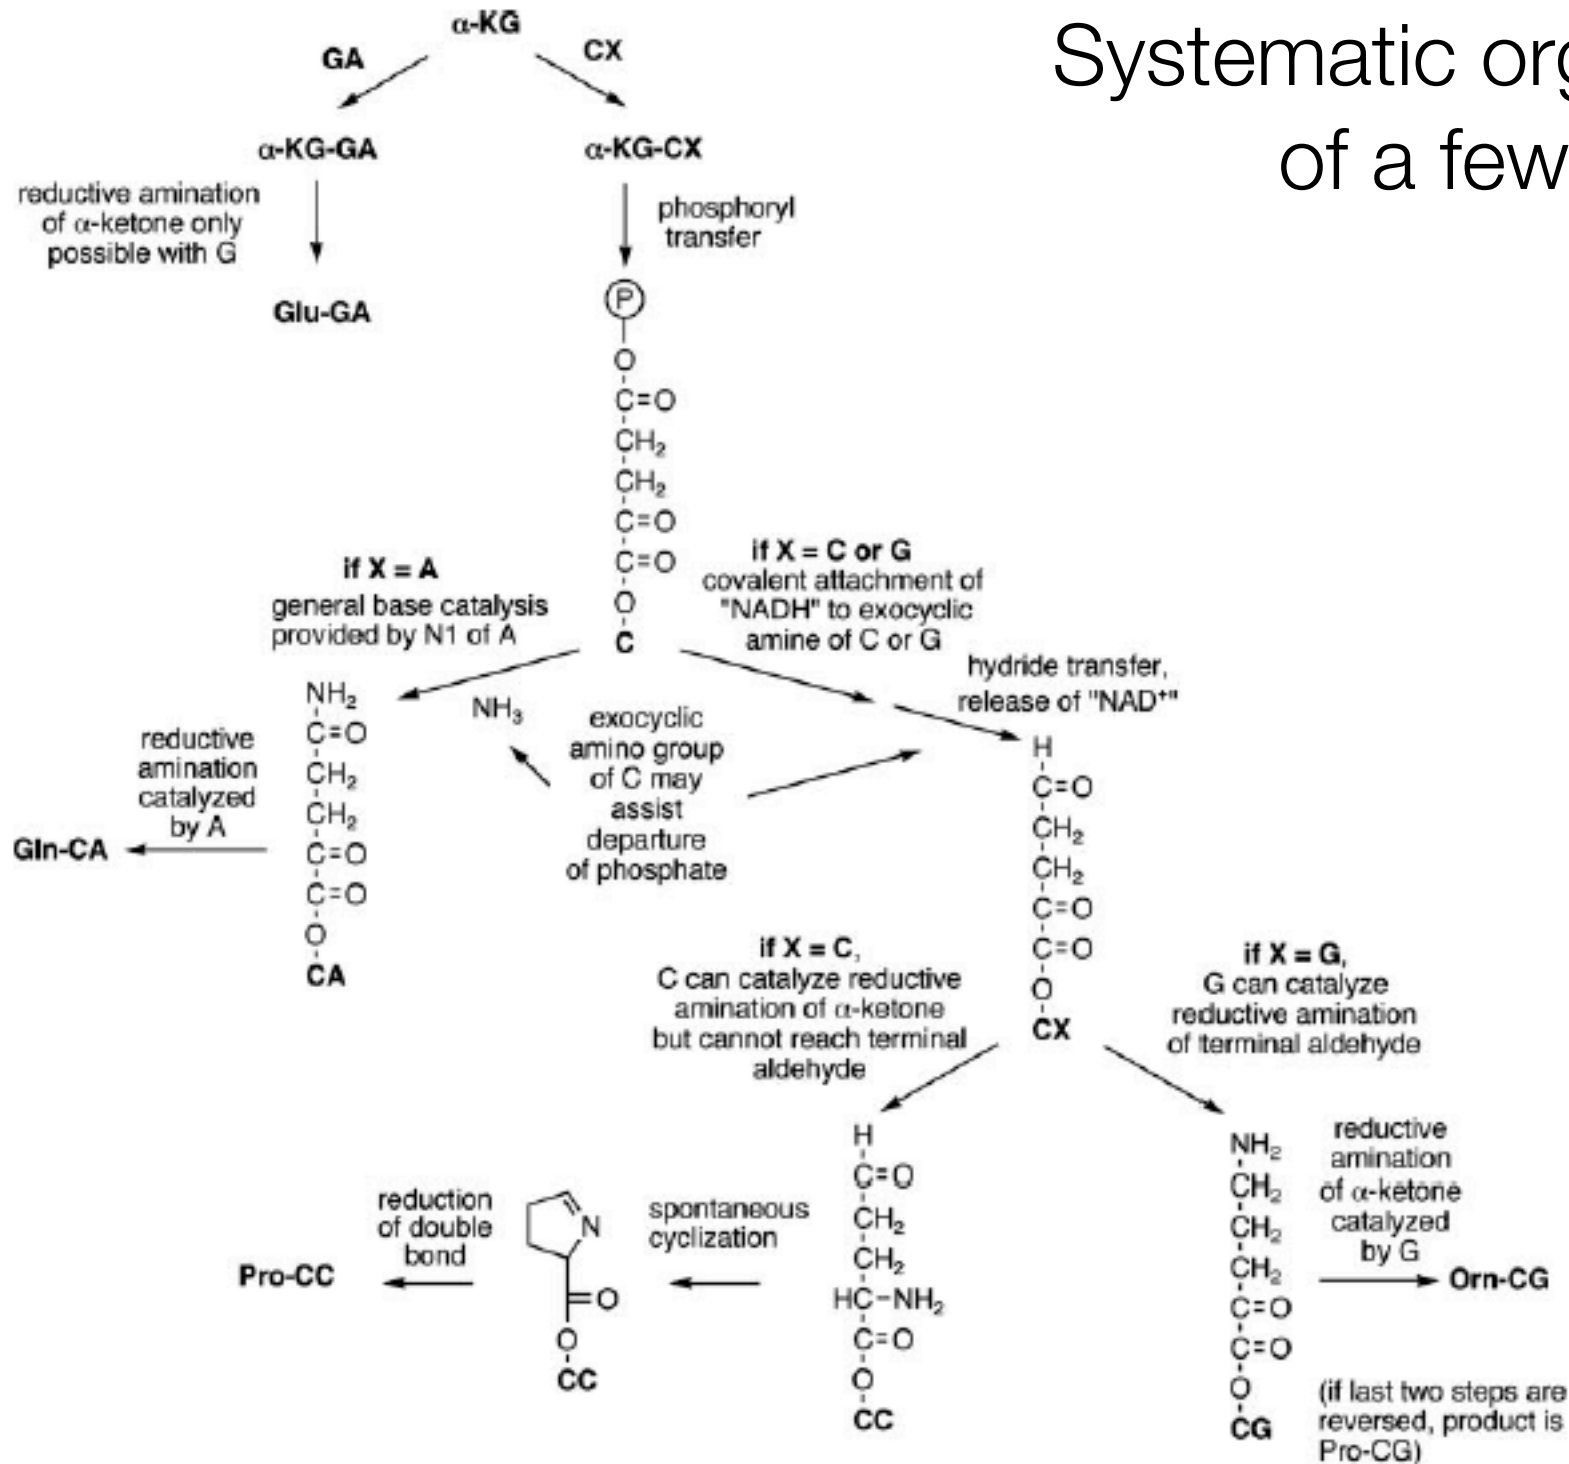 Systematic org
of a few
α-KG
GA
CX
α-KG-GA
α-KG-CX
reductive amination
of α-ketone only
possible with G
phosphoryl
transfer
Glu-GA
P
O
C=O
CH₂
CH₂
C=O
C=O
O
C
if X = A
general base catalysis
provided by N1 of A
if X = C or G
covalent attachment of
"NADH" to exocyclic
amine of C or G
hydride transfer,
release of "NAD⁺"
NH₃
exocyclic
amino group
of C may
assist
departure
of phosphate
NH₂
C=O
CH₂
CH₂
C=O
C=O
O
CA
reductive
amination
catalyzed
by A
Gln-CA
H
C=O
CH₂
CH₂
C=O
C=O
O
CX
if X = C,
C can catalyze reductive
amination of α-ketone
but cannot reach terminal
aldehyde
if X = G,
G can catalyze
reductive amination
of terminal aldehyde
H
C=O
CH₂
CH₂
HC-NH₂
C=O
O
CC
spontaneous
cyclization
N
=O
O
CC
reduction
of double
bond
Pro-CC
NH₂
CH₂
CH₂
CH₂
C=O
C=O
O
CG
reductive
amination
of α-ketone
catalyzed
by G
Orn-CG
(if last two steps are
reversed, product is
Pro-CG)